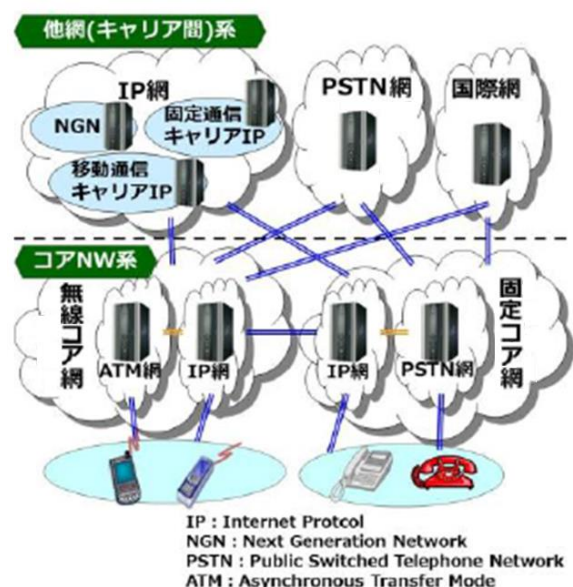 他網(キャリア間)系
IP網
PSTN網
国際網
NGN
固定通信
キャリアIP
移動通信
キャリアIP
コアNW系
無線コア網
ATM網
IP網
IP網
PSTN網
固定コア網
IP : Internet Protcol
NGN : Next Generation Network
PSTN : Public Switched Telephone Network
ATM : Asynchronous Transfer Mode